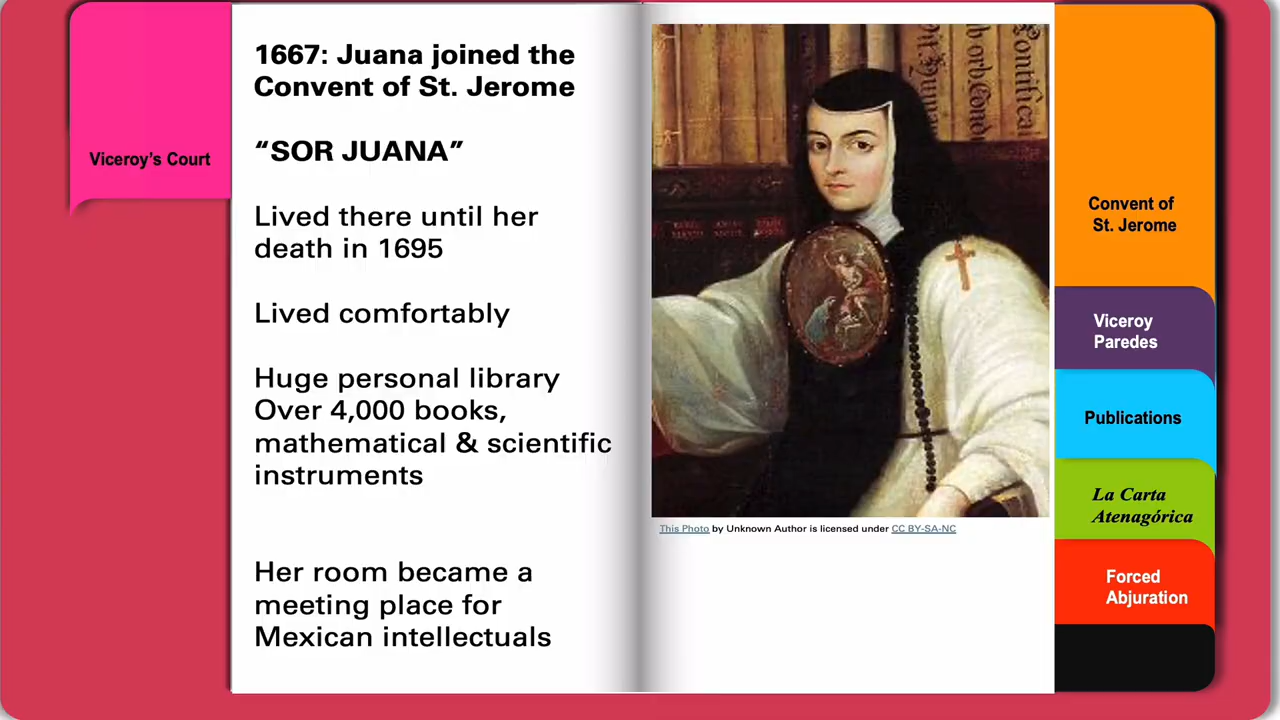 Viceroy's Court
1667: Juana joined the
Convent of St. Jerome
“SOR JUANA”
Lived there until her
death in 1695
Lived comfortably
Huge personal library
Over 4,000 books,
mathematical & scientific
instruments
Her room became a
meeting place for
Mexican intellectuals
This Photo by Unknown Author is licensed under CC BY-SA-NC
Convent of
St. Jerome
Viceroy
Paredes
Publications
La Carta
Atenagórica
Forced
Abjuration